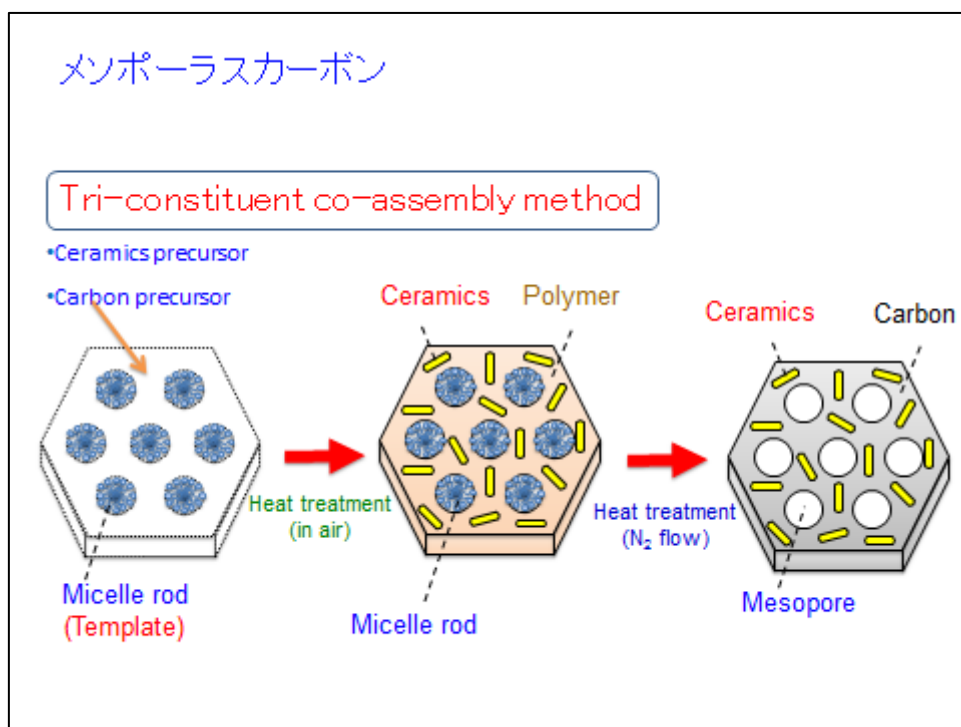 メソポーラスカーボン
Tri-constituent co-assembly method
•Ceramics precursor
•Carbon precursor
Ceramics
Polymer
Ceramics
Carbon
Heat treatment
(in air)
Heat treatment
(N₂ flow)
Micelle rod
(Template)
Micelle rod
Mesopore